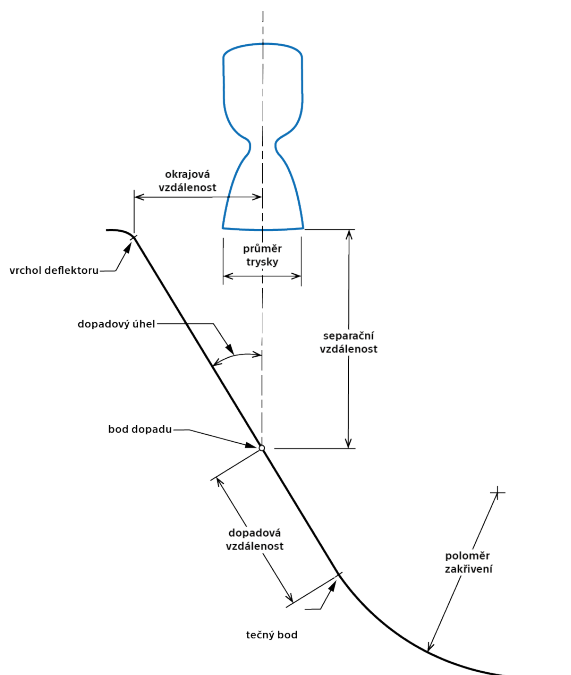 okrajová
vzdálenost
průměr
trysky
vrchol deflektoru
dopadový úhel
separační
vzdálenost
bod dopadu
dopadová
vzdálenost
poloměr
zakřivení
tečný bod